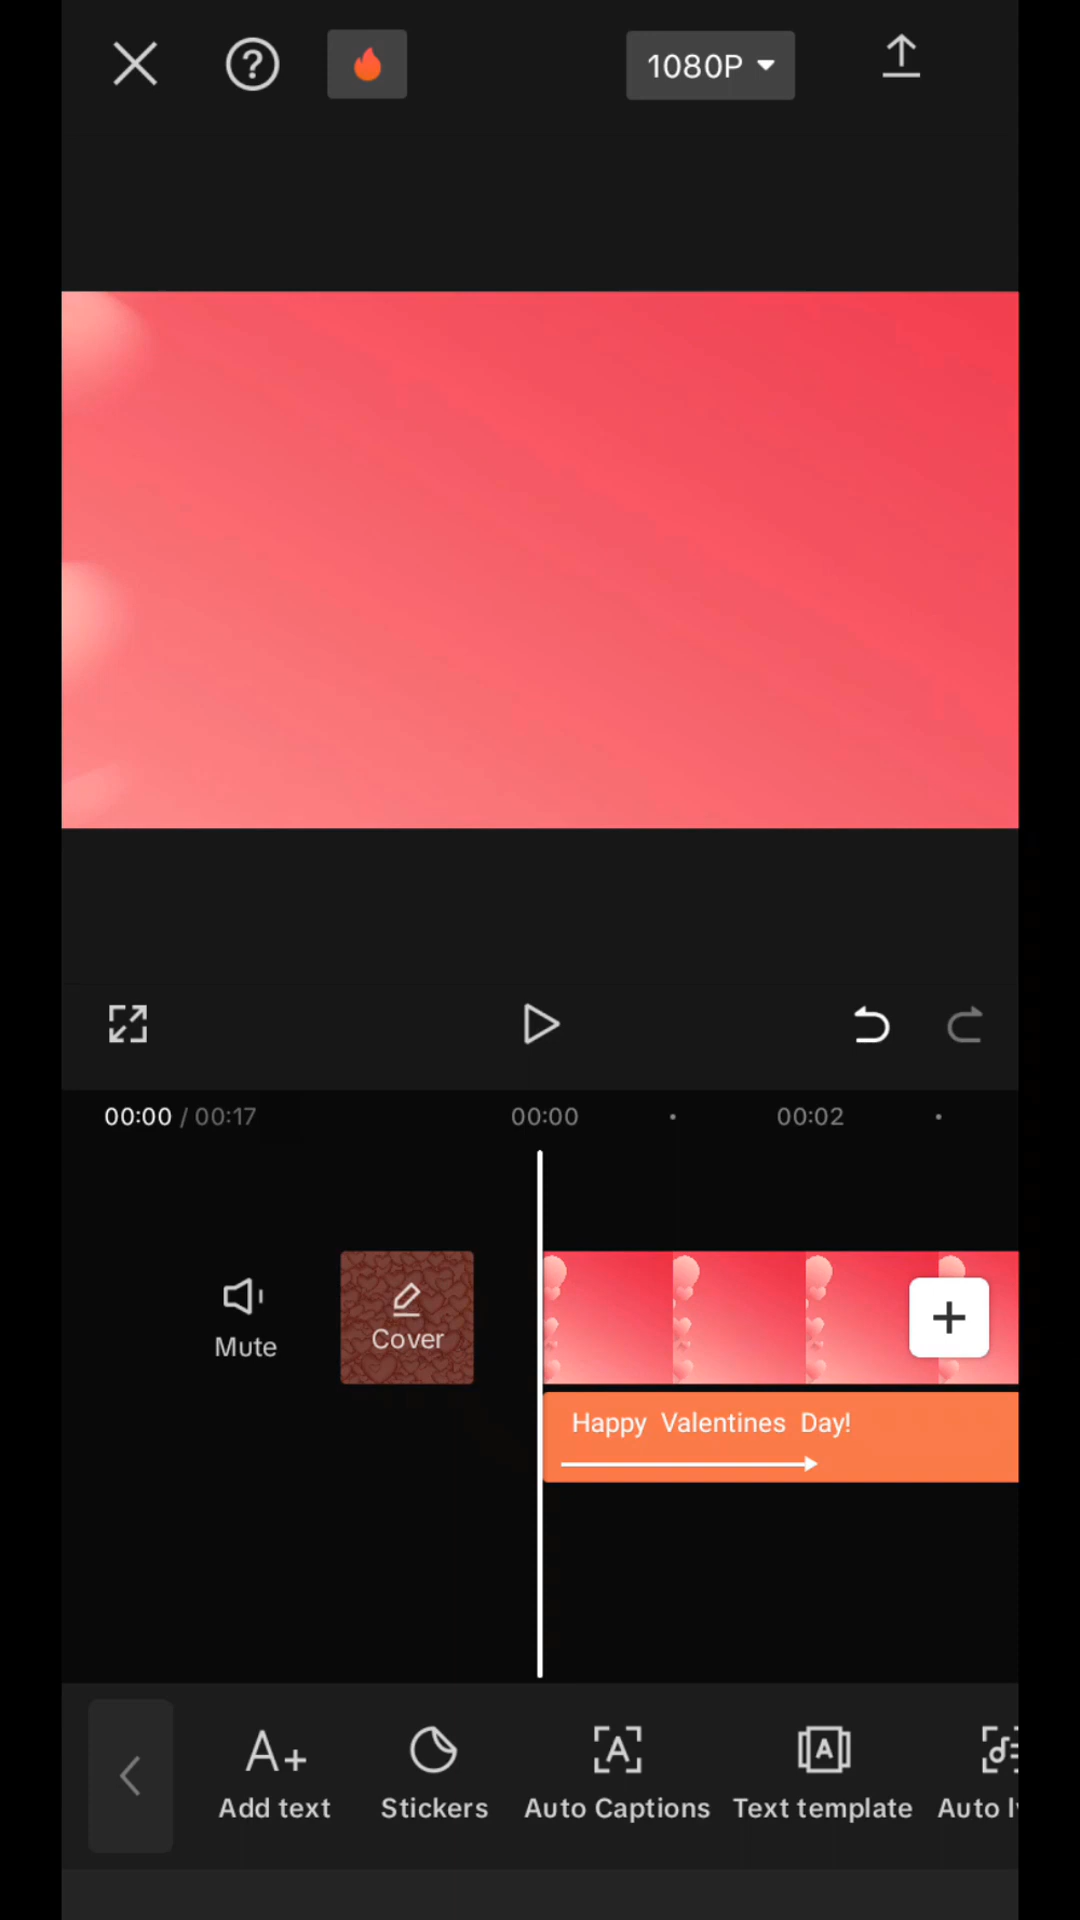 1080P
00:00 / 00:17
00:00
00:02
Mute
Cover
Happy Valentines Day!
Add text
Stickers
Auto Captions
Text template
Auto